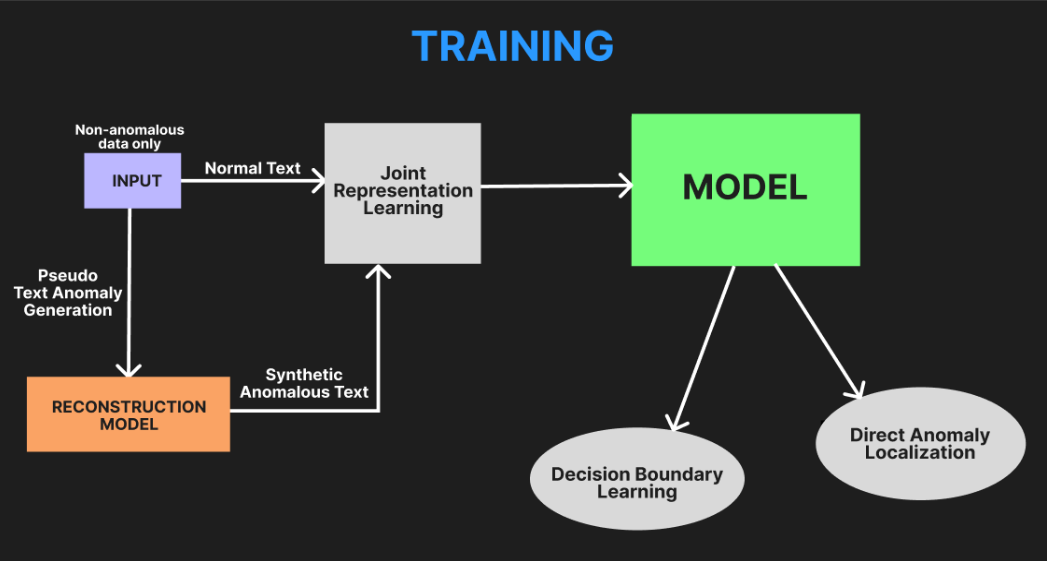 TRAINING
Non-anomalous
data only
INPUT
Normal Text
Joint
Representation
Learning
MODEL
Pseudo
Text Anomaly
Generation
RECONSTRUCTION
MODEL
Synthetic
Anomalous Text
Decision Boundary
Learning
Direct Anomaly
Localization